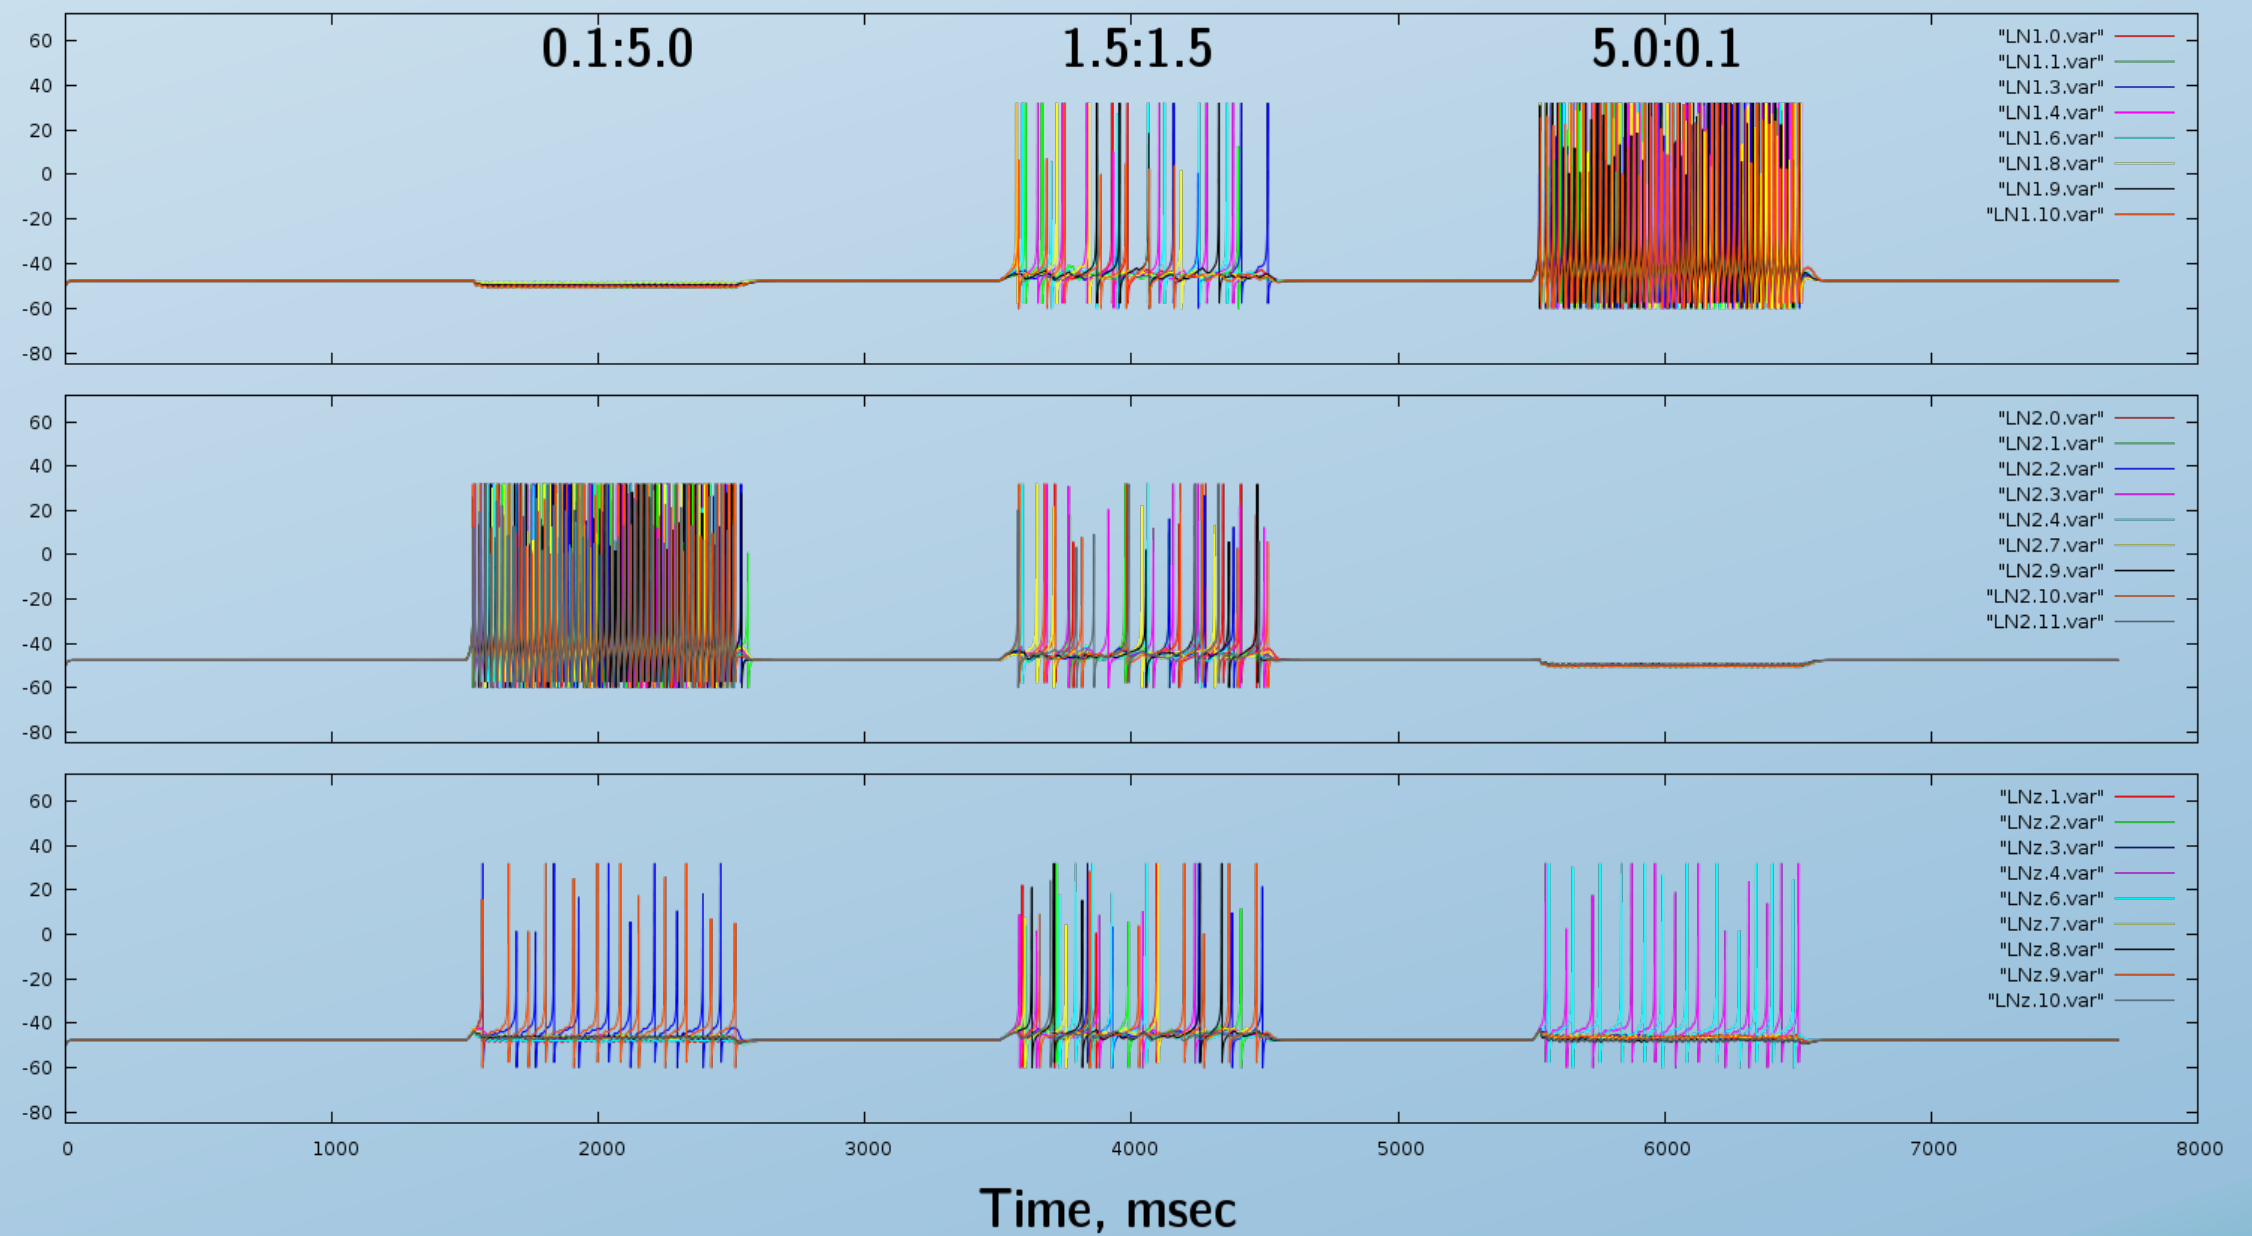 0.1:5.0 1.5:1.5 5.0:0.1
60
40
20
0
-20
-40
-60
-80
"LN1.0.var"
"LN1.1.var"
"LN1.3.var"
"LN1.4.var"
"LN1.6.var"
"LN1.8.var"
"LN1.9.var"
"LN1.10.var"
60
40
20
0
-20
-40
-60
-80
"LN2.0.var"
"LN2.1.var"
"LN2.2.var"
"LN2.3.var"
"LN2.4.var"
"LN2.7.var"
"LN2.9.var"
"LN2.10.var"
"LN2.11.var"
60
40
20
0
-20
-40
-60
-80
"LNz.1.var"
"LNz.2.var"
"LNz.3.var"
"LNz.4.var"
"LNz.6.var"
"LNz.7.var"
"LNz.8.var"
"LNz.9.var"
"LNz.10.var"
0 1000 2000 3000 4000 5000 6000 7000 8000
Time, msec